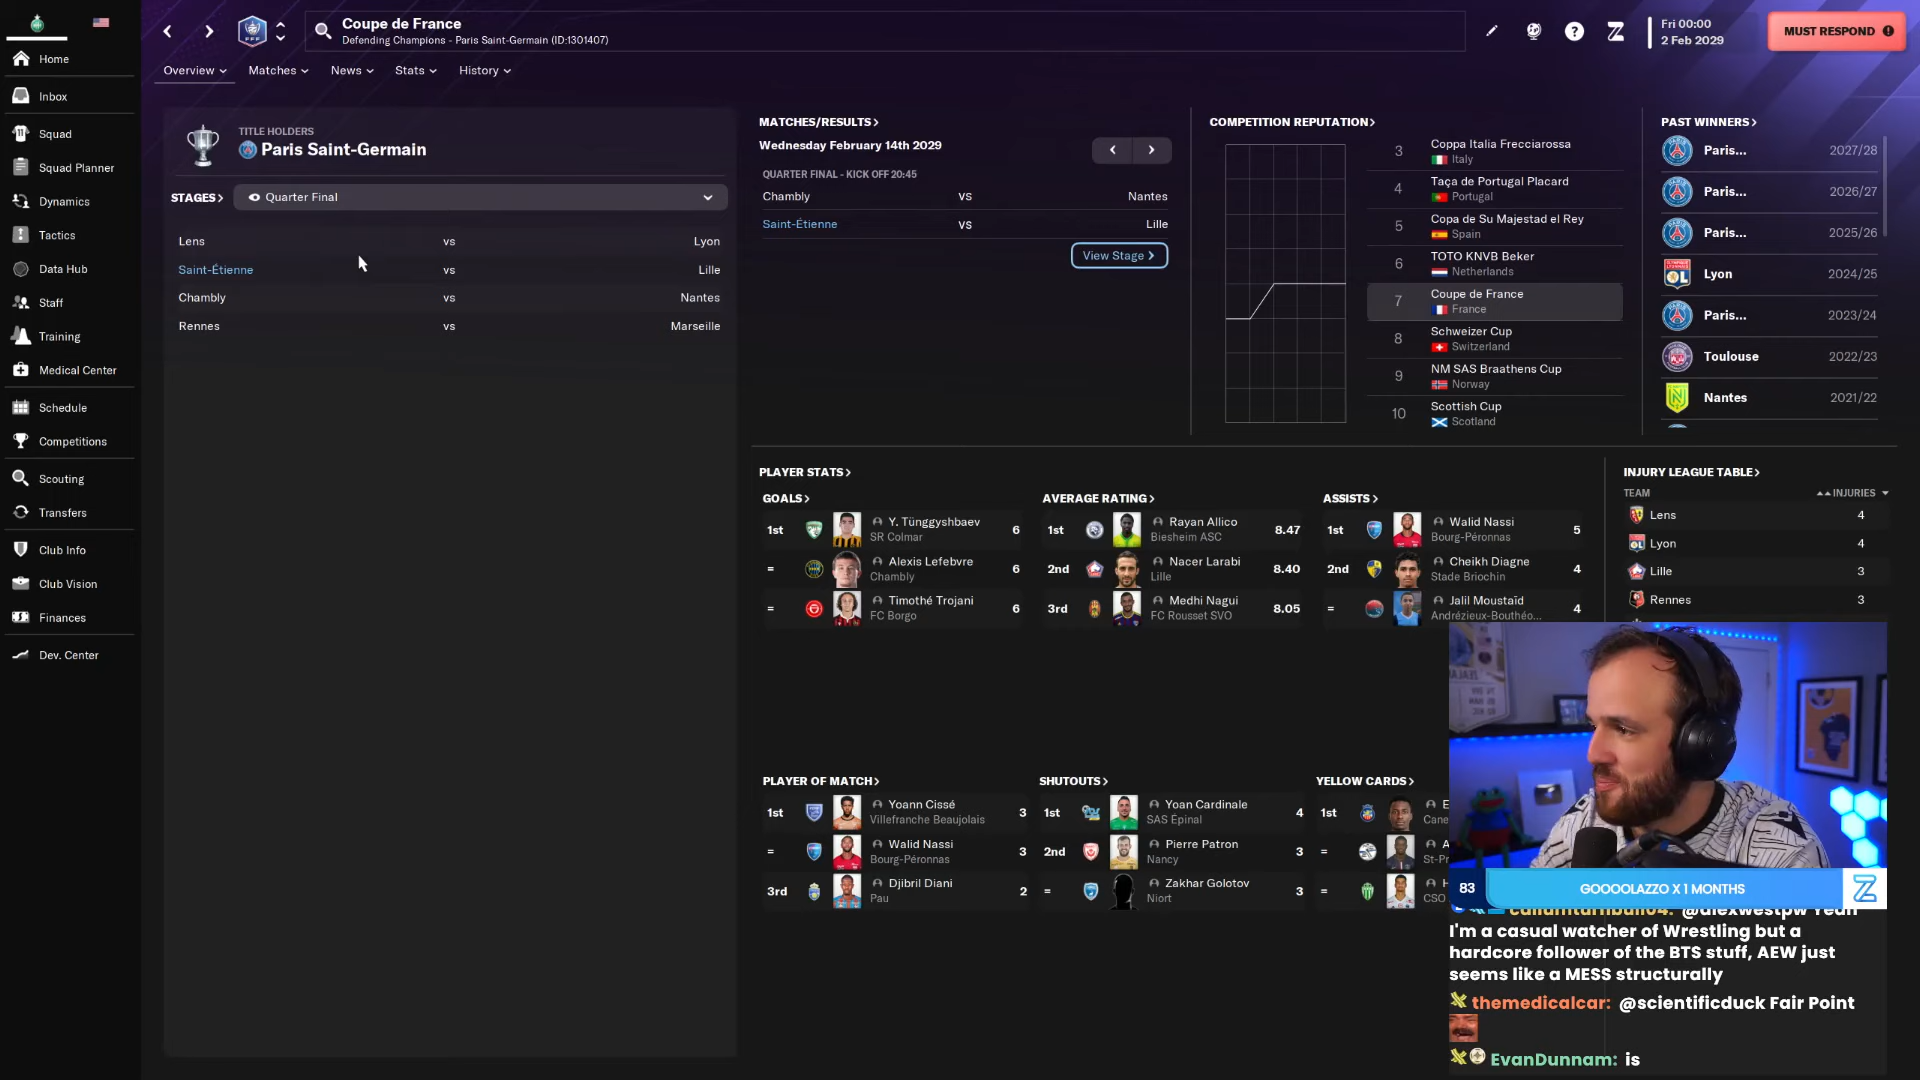 Coupe de France
Defending Champions - Paris Saint-Germain (ID:1301407)
Fri 00:00
2 Feb 2029
MUST RESPOND
Overview
Matches
News
Stats
History
Home
Inbox
Squad
Squad Planner
Dynamics
Tactics
Data Hub
Staff
Training
Medical Center
Schedule
Competitions
Scouting
Transfers
Club Info
Club Vision
Finances
Dev. Center
TITLE HOLDERS
Paris Saint-Germain
STAGES>
Quarter Final
Lens vs Lyon
Saint-Étienne vs Lille
Chambly vs Nantes
Rennes vs Marseille
MATCHES/RESULTS>
Wednesday February 14th 2029
QUARTER FINAL - KICK OFF 20:45
Chambly VS Nantes
Saint-Étienne VS Lille
View Stage >
COMPETITION REPUTATION>
3 Coppa Italia Frecciarossa
Italy
4 Taça de Portugal Placard
Portugal
5 Copa de Su Majestad el Rey
Spain
6 TOTO KNVB Beker
Netherlands
7 Coupe de France
France
8 Schweizer Cup
Switzerland
9 NM SAS Braathens Cup
Norway
10 Scottish Cup
Scotland
PAST WINNERS>
Paris... 2027/28
Paris... 2026/27
Paris... 2025/26
Lyon 2024/25
Paris... 2023/24
Toulouse 2022/23
Nantes 2021/22
PLAYER STATS>
GOALS>
1st Y. Tünggyshbaev 6
SR Colmar
= Alexis Lefebvre 6
Chambly
= Timothé Trojani 6
FC Borgo
AVERAGE RATING>
1st Rayan Allico 8.47
Biesheim ASC
2nd Nacer Larabi 8.40
Lille
3rd Medhi Nagui 8.05
FC Rousset SVO
ASSISTS>
1st Walid Nassi 5
Bourg-Péronnas
2nd Cheikh Diagne 4
Stade Briochin
= Jalil Moustaïd 4
Andrézieux-Bouthéo...
INJURY LEAGUE TABLE>
TEAM INJURIES
Lens 4
Lyon 4
Lille 3
Rennes 3
PLAYER OF MATCH>
1st Yoann Cissé 3
Villefranche Beaujolais
= Walid Nassi 3
Bourg-Péronnas
3rd Djibril Diani 2
Pau
SHUTOUTS>
1st Yoan Cardinale 4
SAS Épinal
2nd Pierre Patron 3
Nancy
= Zakhar Golotov 3
Niort
YELLOW CARDS>
1st E
Cane
= A
St-Pr
= H
CSO
83 GOOOOLAZZO X 1 MONTHS
callumturnbull04: @alexwestpw Yeah
I'm a casual watcher of Wrestling but a
hardcore follower of the BTS stuff, AEW just
seems like a MESS structurally
themedicalcar: @scientificduck Fair Point
EvanDunnam: is